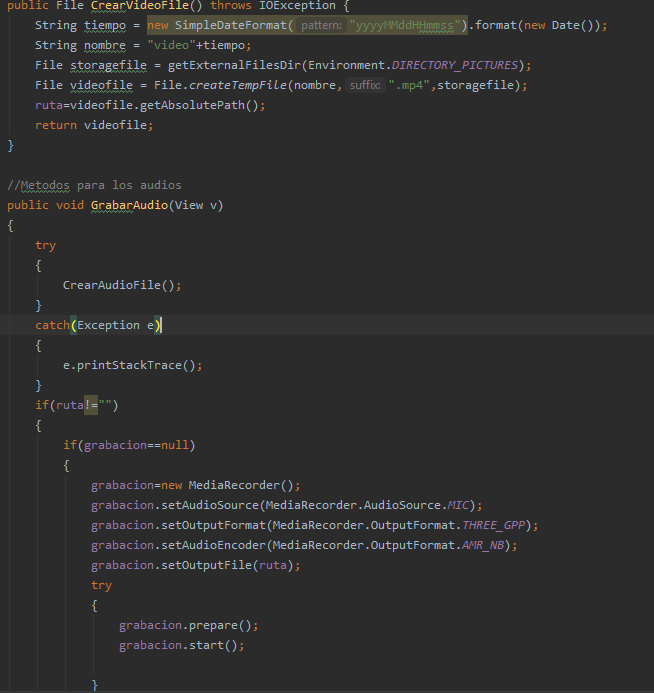 public File CrearVideoFile() throws IOException {
    String tiempo = new SimpleDateFormat( pattern: "yyyyMMddHHmmss").format(new Date());
    String nombre = "video"+tiempo;
    File storagefile = getExternalFilesDir(Environment.DIRECTORY_PICTURES);
    File videofile = File.createTempFile(nombre, suffix: ".mp4",storagefile);
    ruta=videofile.getAbsolutePath();
    return videofile;
}
//Metodos para los audios
public void GrabarAudio(View v)
{
    try
    {
        CrearAudioFile();
    }
    catch(Exception e)
    {
        e.printStackTrace();
    }
    if(ruta!="")
    {
        if(grabacion==null)
        {
            grabacion=new MediaRecorder();
            grabacion.setAudioSource(MediaRecorder.AudioSource.MIC);
            grabacion.setOutputFormat(MediaRecorder.OutputFormat.THREE_GPP);
            grabacion.setAudioEncoder(MediaRecorder.OutputFormat.AMR_NB);
            grabacion.setOutputFile(ruta);
            try
            {
                grabacion.prepare();
                grabacion.start();
            }